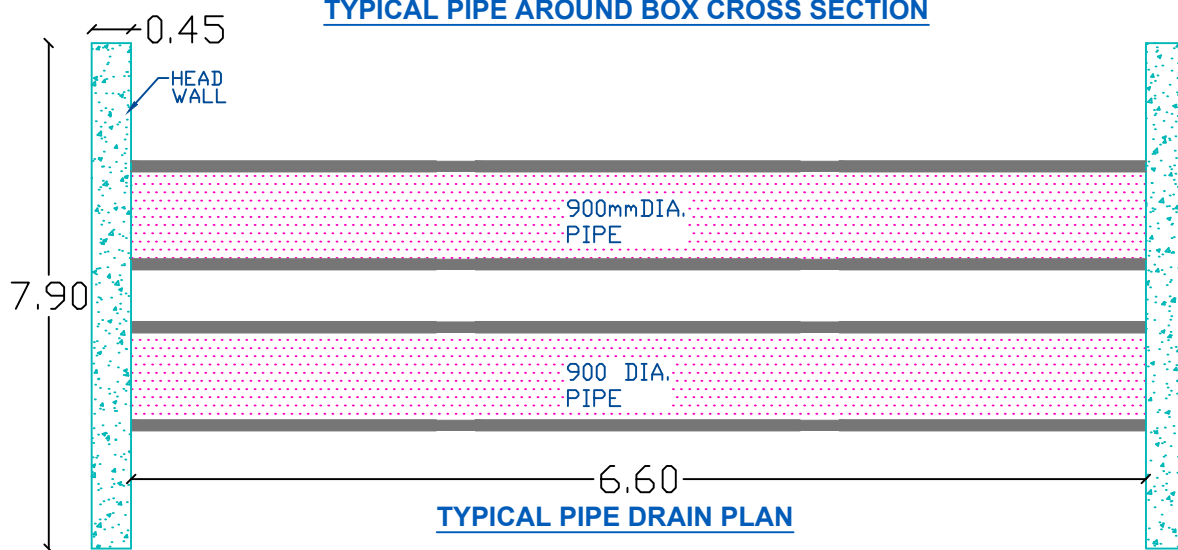 TYPICAL PIPE AROUND BOX CROSS SECTION
0.45
HEAD
WALL
900mmDIA.
PIPE
7.90
900 DIA.
PIPE
6.60
TYPICAL PIPE DRAIN PLAN